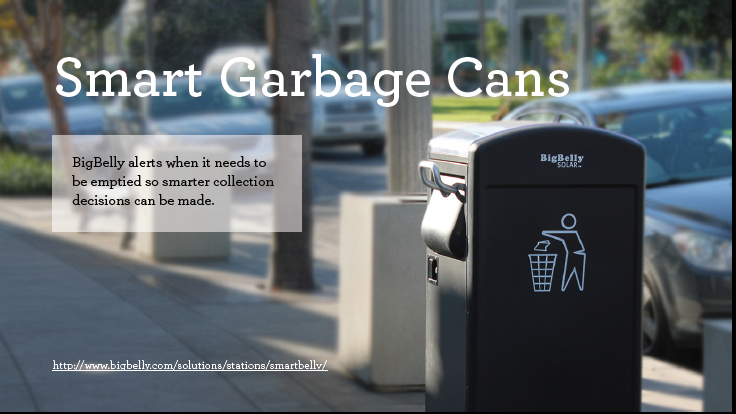 Smart Garbage Cans
BigBelly alerts when it needs to
be emptied so smarter collection
decisions can be made.
BigBelly
SOLAR™
http://www.bigbelly.com/solutions/stations/smartbelly/